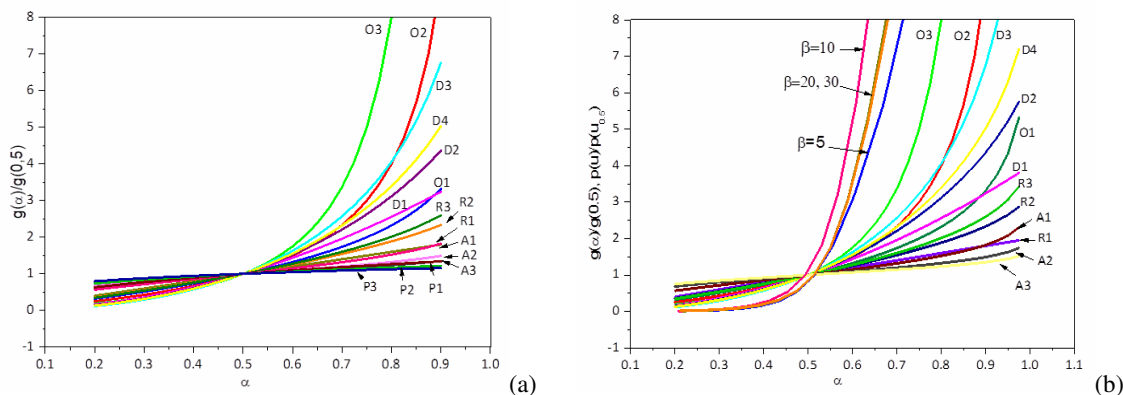 8
7
6
5
4
3
2
1
0
-1
g(α)/g(0,5)
O3
O2
D3
D4
D2
O1
D1
R3
R2
R1
A1
A2
A3
P3
P2
P1
0.1 0.2 0.3 0.4 0.5 0.6 0.7 0.8 0.9 1.0
α
(a)
8
7
6
5
4
3
2
1
0
-1
g(α)/g(0.5), p(u)/p(u0.5)
β=10
β=20, 30
β=5
O3
O2
D3
D4
D2
O1
D1
R3
R2
A1
R1
A2
A3
0.1 0.2 0.3 0.4 0.5 0.6 0.7 0.8 0.9 1.0 1.1
α
(b)